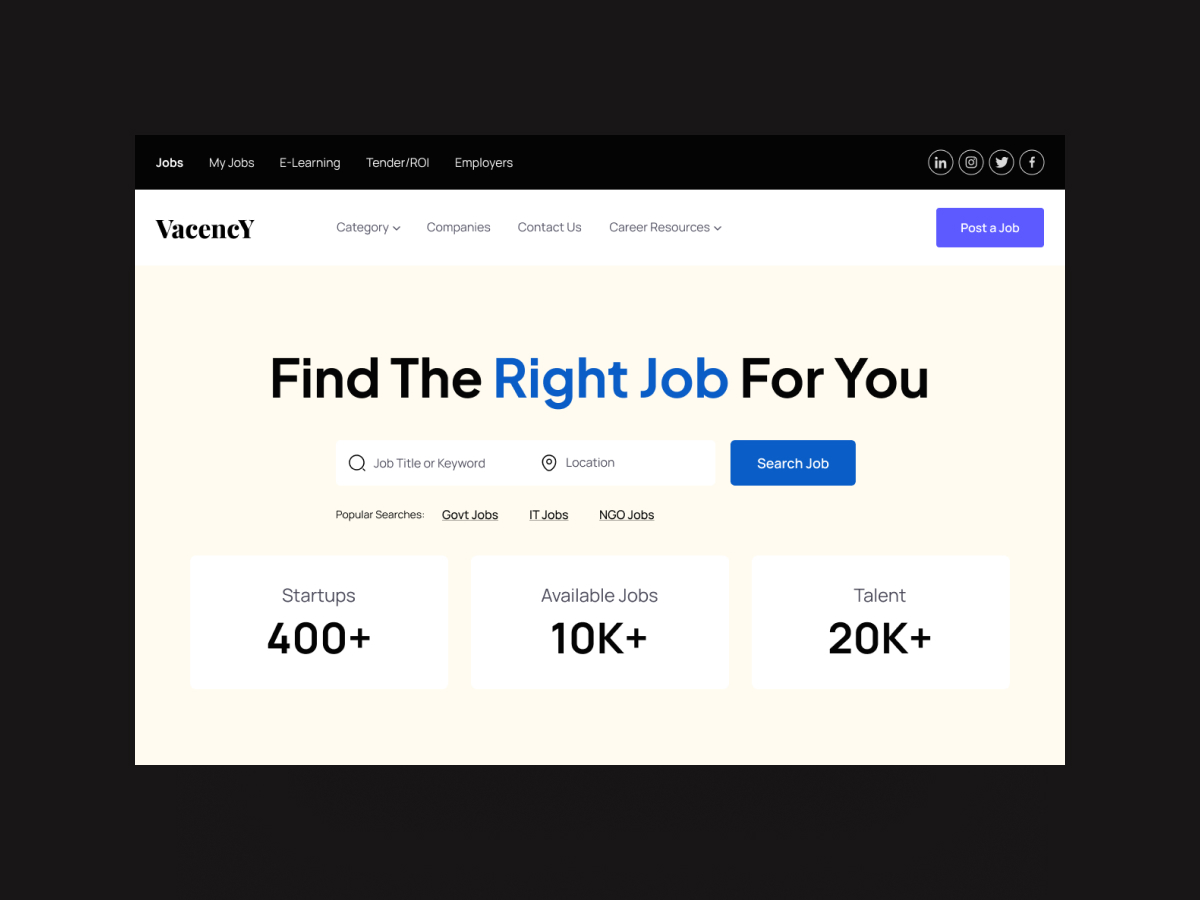 Jobs My Jobs E-Learning Tender/ROI Employers
VacencY Category Companies Contact Us Career Resources Post a Job
Find The Right Job For You
Job Title or Keyword Location Search Job
Popular Searches: Govt Jobs IT Jobs NGO Jobs
Startups Available Jobs Talent
400+ 10K+ 20K+